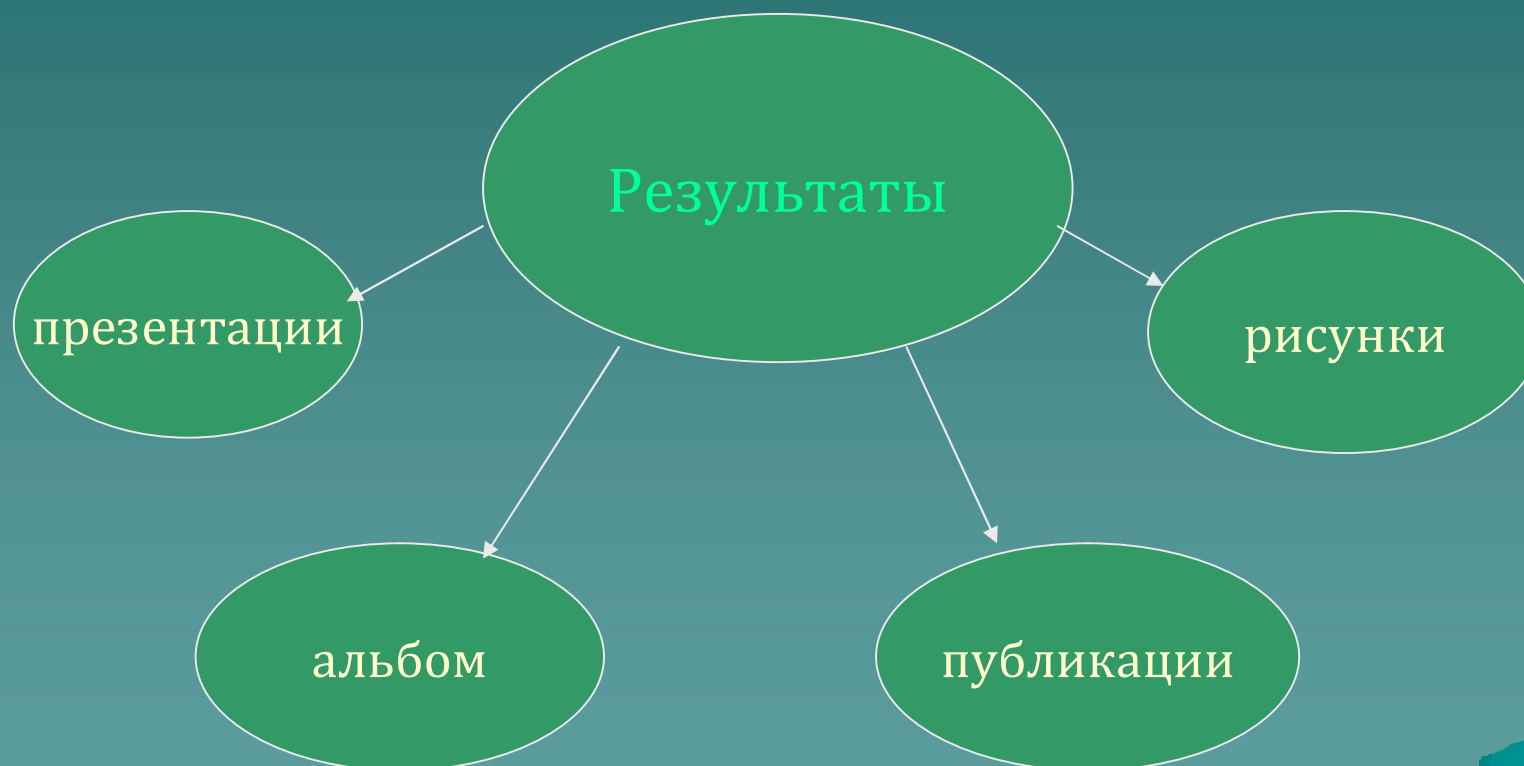 Результаты
презентации
рисунки
альбом
публикации